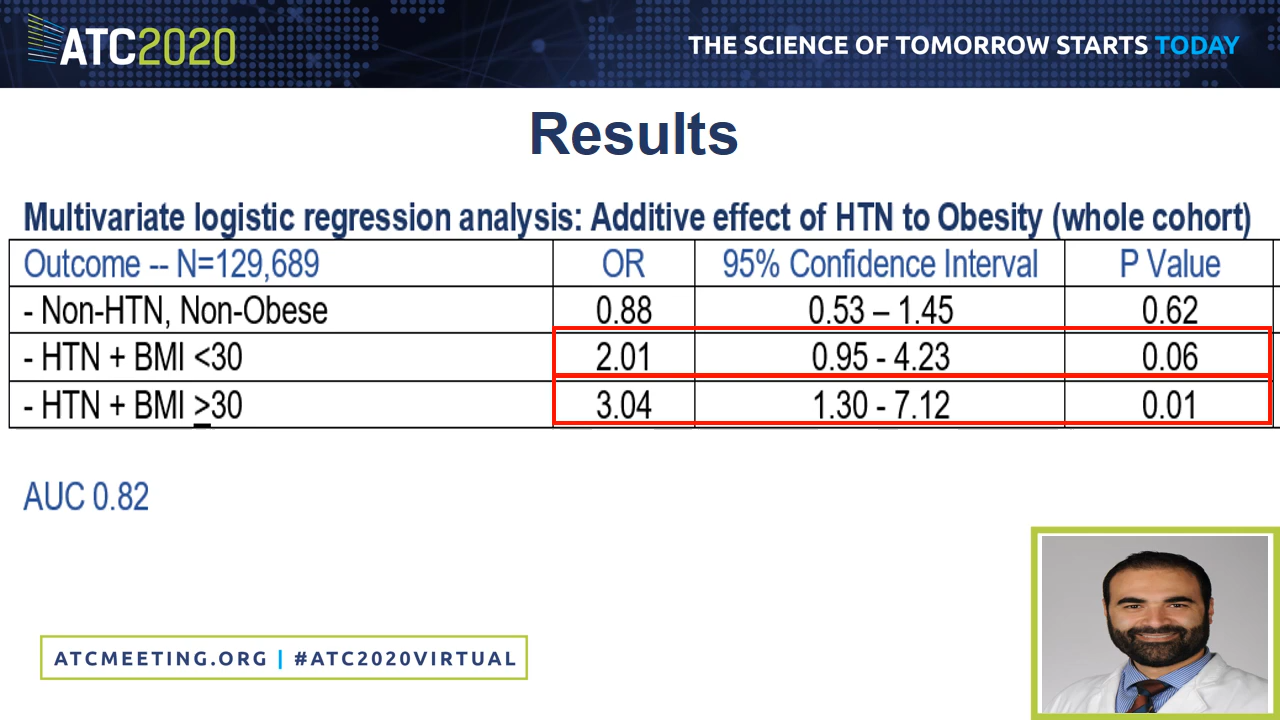 ATC2020
THE SCIENCE OF TOMORROW STARTS TODAY
Results
Multivariate logistic regression analysis: Additive effect of HTN to Obesity (whole cohort)
Outcome -- N=129,689 OR 95% Confidence Interval P Value
- Non-HTN, Non-Obese 0.88 0.53 – 1.45 0.62
- HTN + BMI <30 2.01 0.95 - 4.23 0.06
- HTN + BMI >30 3.04 1.30 - 7.12 0.01
AUC 0.82
ATCMEETING.ORG | #ATC2020VIRTUAL